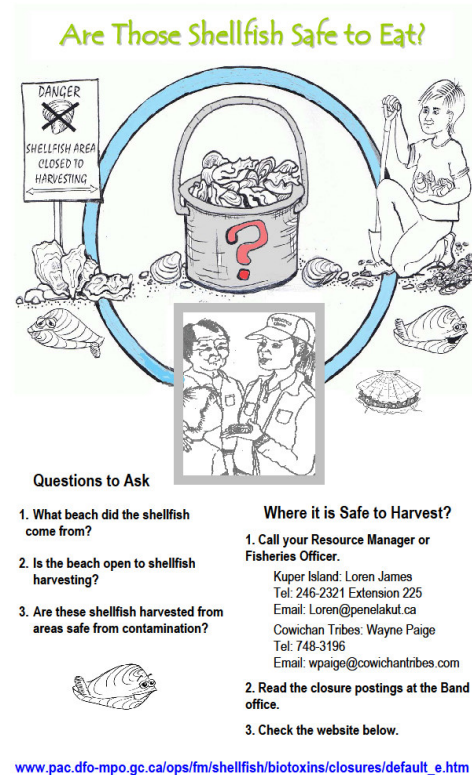 Are Those Shellfish Safe to Eat?
DANGER
SHELLFISH AREA
CLOSED TO
HARVESTING
?
Questions to Ask
1. What beach did the shellfish
come from?
2. Is the beach open to shellfish
harvesting?
3. Are these shellfish harvested from
areas safe from contamination?
Where it is Safe to Harvest?
1. Call your Resource Manager or
Fisheries Officer.
Kuper Island: Loren James
Tel: 246-2321 Extension 225
Email: Loren@penelakut.ca
Cowichan Tribes: Wayne Paige
Tel: 748-3196
Email: wpaige@cowichantribes.com
2. Read the closure postings at the Band
office.
3. Check the website below.
www.pac.dfo-mpo.gc.ca/ops/fm/shellfish/biotoxins/closures/default_e.htm